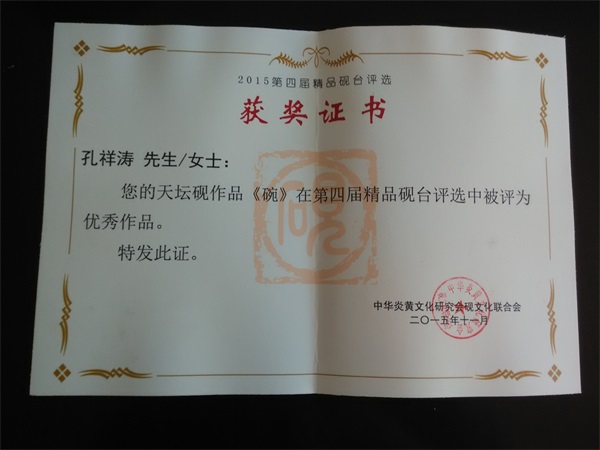 2015第四届精品砚台评选
获奖证书
孔祥涛 先生/女士：
您的天坛砚作品《碗》在第四届精品砚台评选中被评为
优秀作品。
特发此证。
中华炎黄文化研究会砚文化联合会
二〇一五年十一月